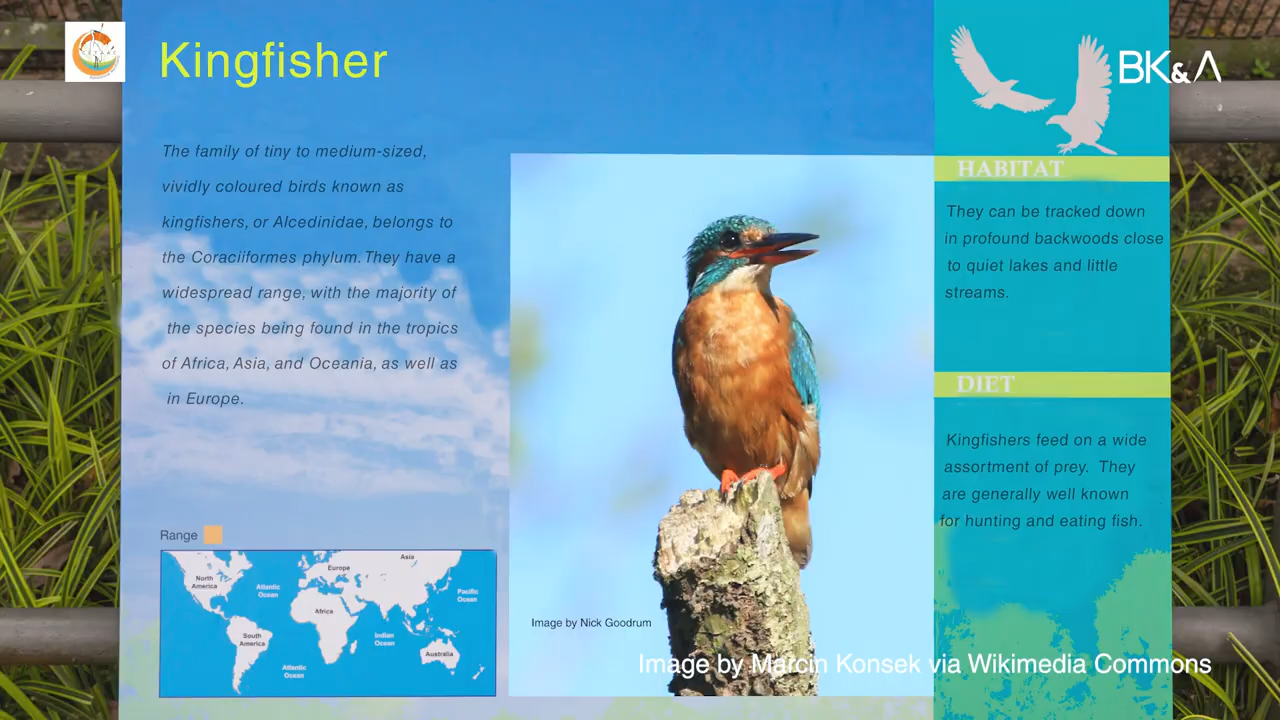 Kingfisher
The family of tiny to medium-sized,
vividly coloured birds known as
kingfishers, or Alcedinidae, belongs to
the Coraciiformes phylum. They have a
widespread range, with the majority of
the species being found in the tropics
of Africa, Asia, and Oceania, as well as
in Europe.
Range
Asia
Europe
North
America
Atlantic
Ocean
Pacific
Ocean
Africa
South
America
Indian
Ocean
Australia
Atlantic
Ocean
Image by Nick Goodrum
BK&A
HABITAT
They can be tracked down
in profound backwoods close
to quiet lakes and little
streams.
DIET
Kingfishers feed on a wide
assortment of prey. They
are generally well known
for hunting and eating fish.
Image by Marcin Konsek via Wikimedia Commons